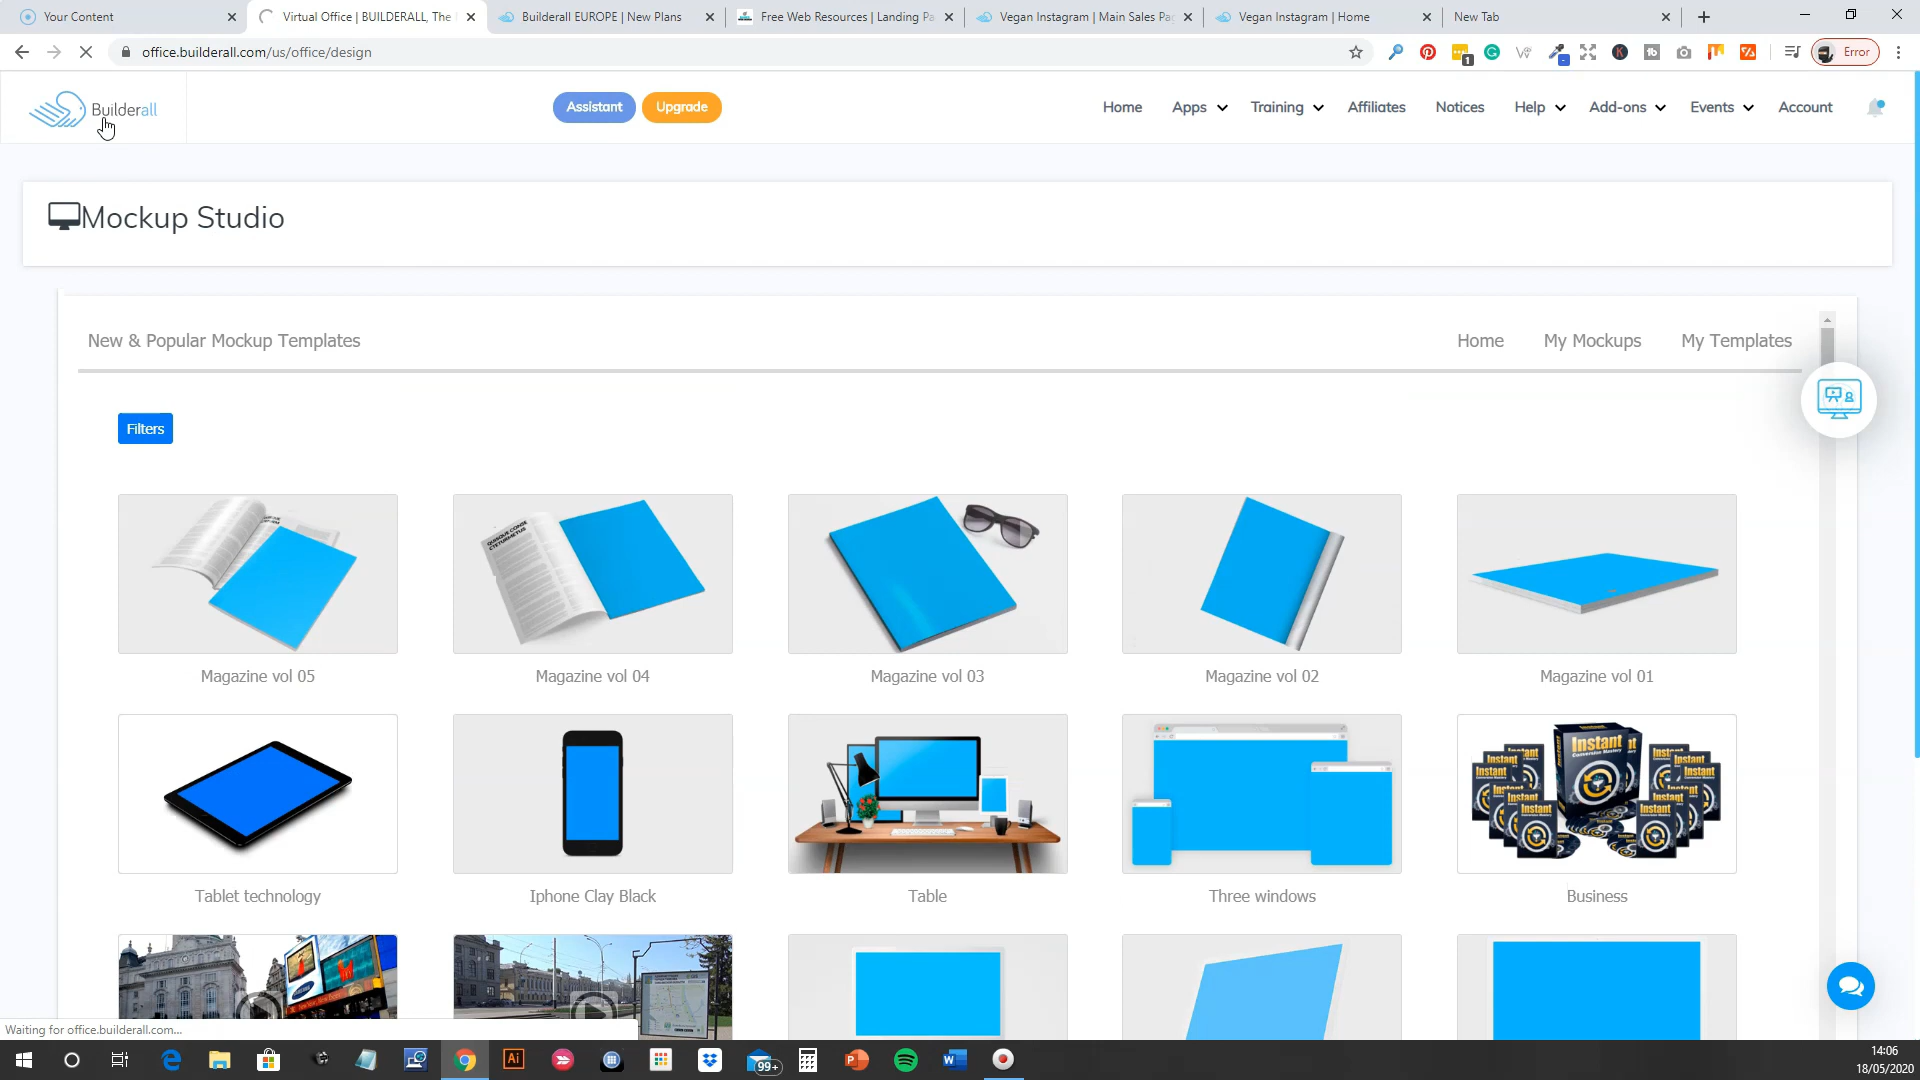 Your Content
Virtual Office | BUILDERALL, The
Builderall EUROPE | New Plans
Free Web Resources | Landing Pa
Vegan Instagram | Main Sales Pag
Vegan Instagram | Home
New Tab
office.builderall.com/us/office/design
Error
Builderall
Assistant
Upgrade
Home
Apps
Training
Affiliates
Notices
Help
Add-ons
Events
Account
Mockup Studio
New & Popular Mockup Templates
Home
My Mockups
My Templates
Filters
Magazine vol 05
Magazine vol 04
Magazine vol 03
Magazine vol 02
Magazine vol 01
Instant
Tablet technology
Iphone Clay Black
Table
Three windows
Business
Waiting for office.builderall.com...
99+
14:06
18/05/2020